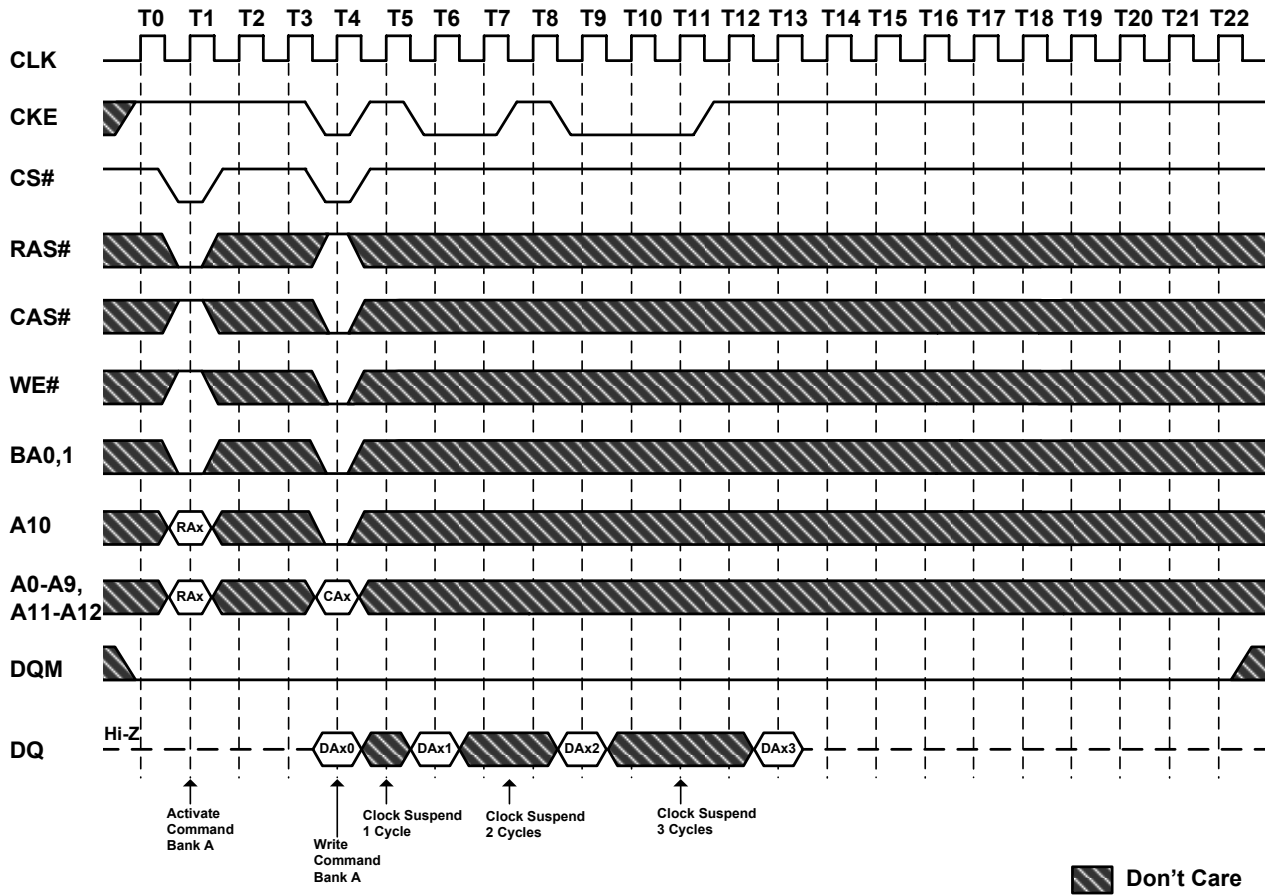 T0 T1 T2 T3 T4 T5 T6 T7 T8 T9 T10 T11 T12 T13 T14 T15 T16 T17 T18 T19 T20 T21 T22
CLK
CKE
CS#
RAS#
CAS#
WE#
BA0,1
A10
RAx
A0-A9,
A11-A12
RAx
CAx
DQM
DQ
Hi-Z
DAx0
DAx1
DAx2
DAx3
Activate
Command
Bank A
Write
Command
Bank A
Clock Suspend
1 Cycle
Clock Suspend
2 Cycles
Clock Suspend
3 Cycles
Don't Care